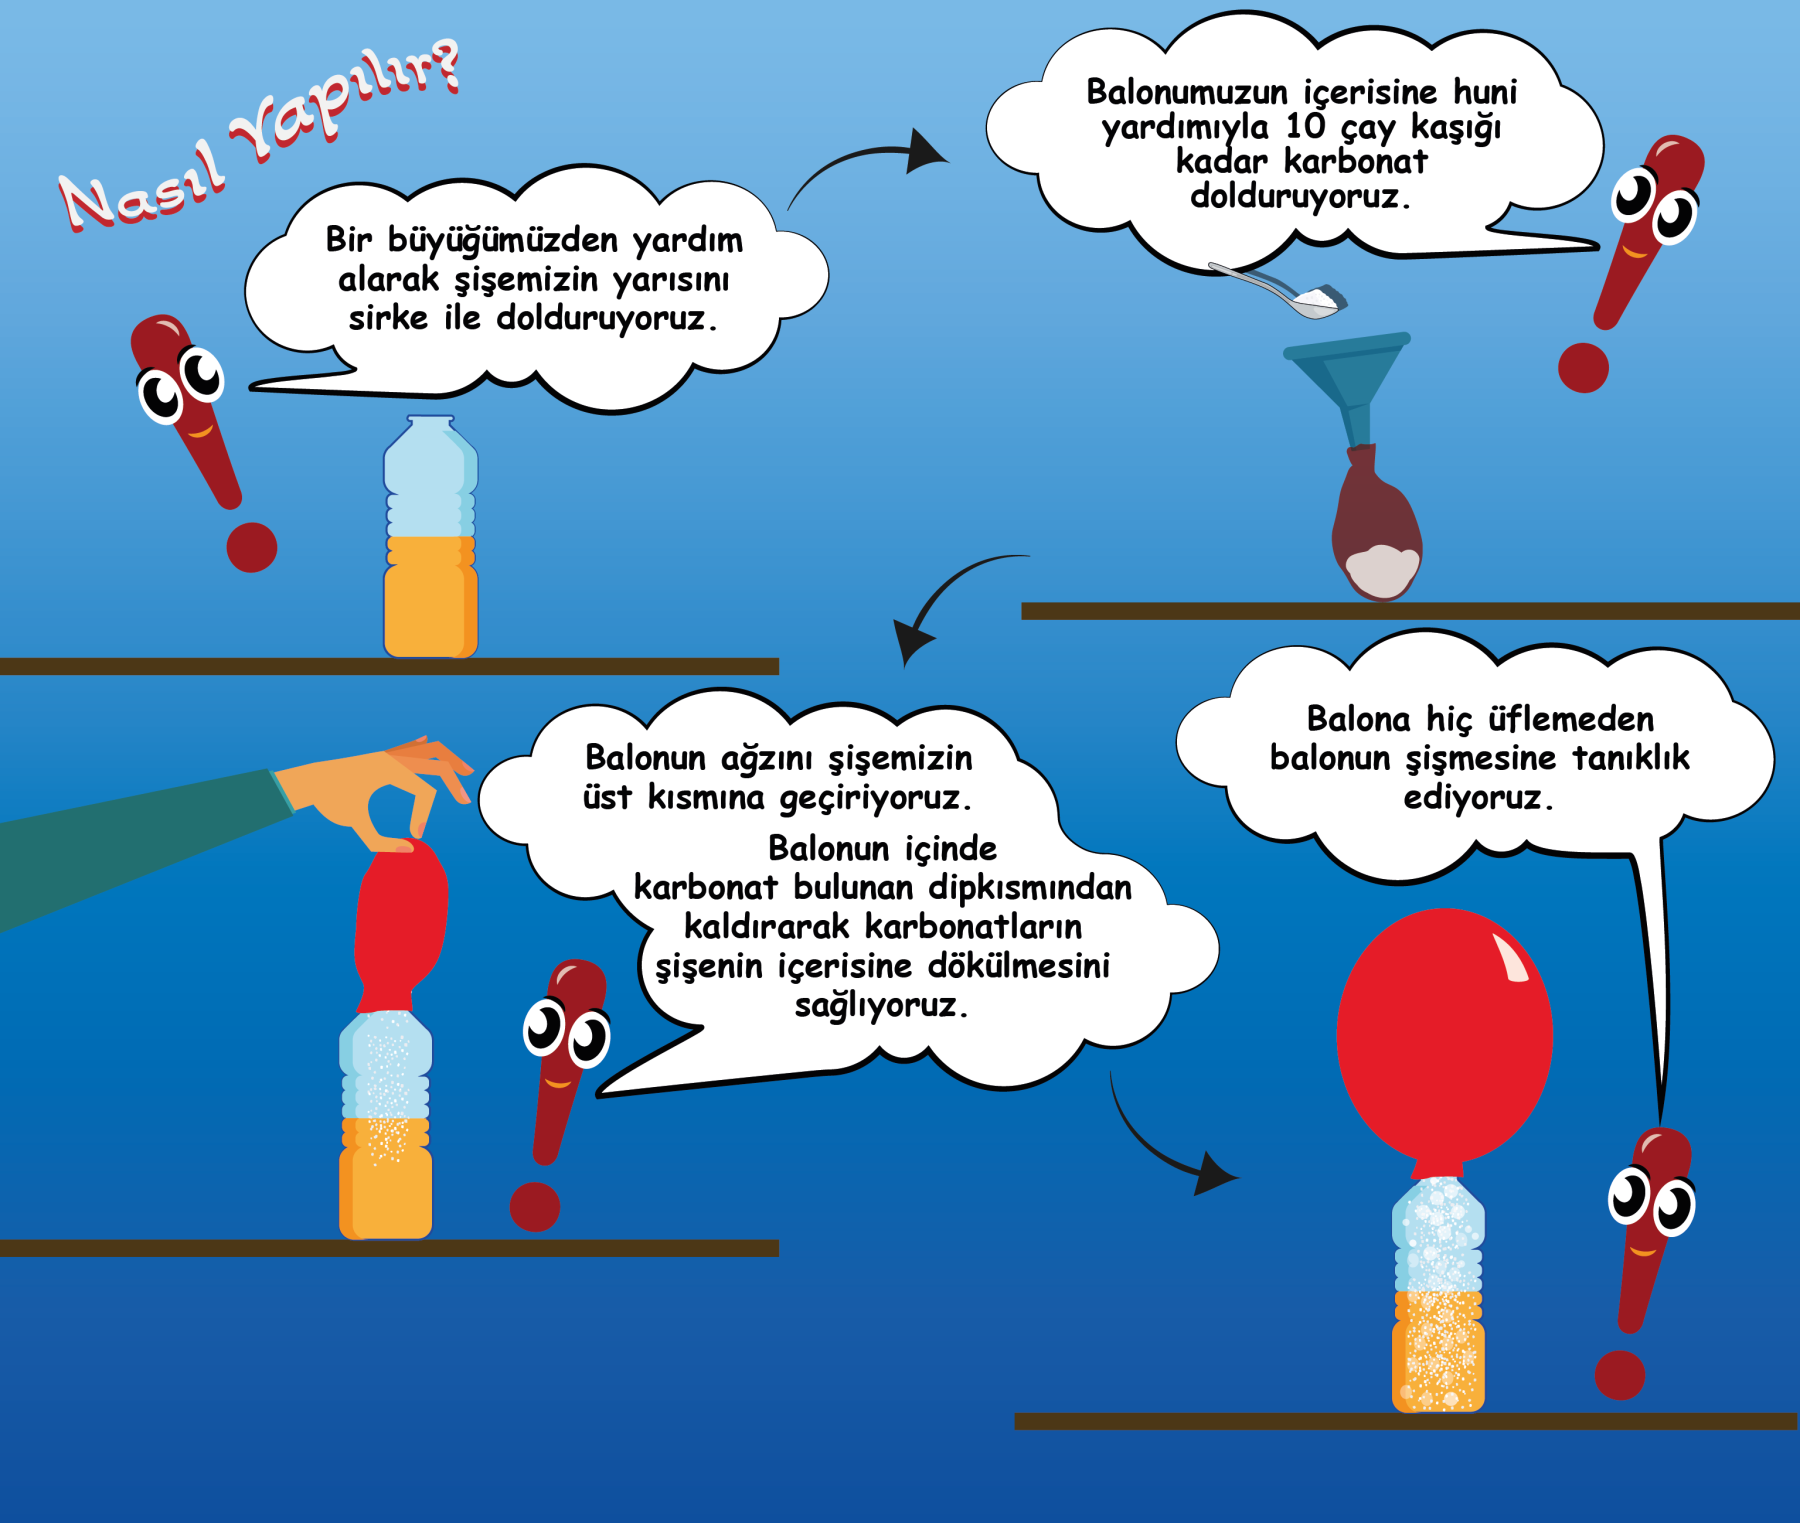 Nasıl Yapılır?
Bir büyüğümüzden yardım
alarak şişemizin yarısını
sirke ile dolduruyoruz.
Balonumuzun içerisine huni
yardımıyla 10 çay kaşığı
kadar karbonat
dolduruyoruz.
Balonun ağzını şişemizin
üst kısmına geçiriyoruz.
Balonun içinde
karbonat bulunan dipkısmından
kaldırarak karbonatların
şişenin içerisine dökülmesini
sağlıyoruz.
Balona hiç üflemeden
balonun şişmesine tanıklık
ediyoruz.